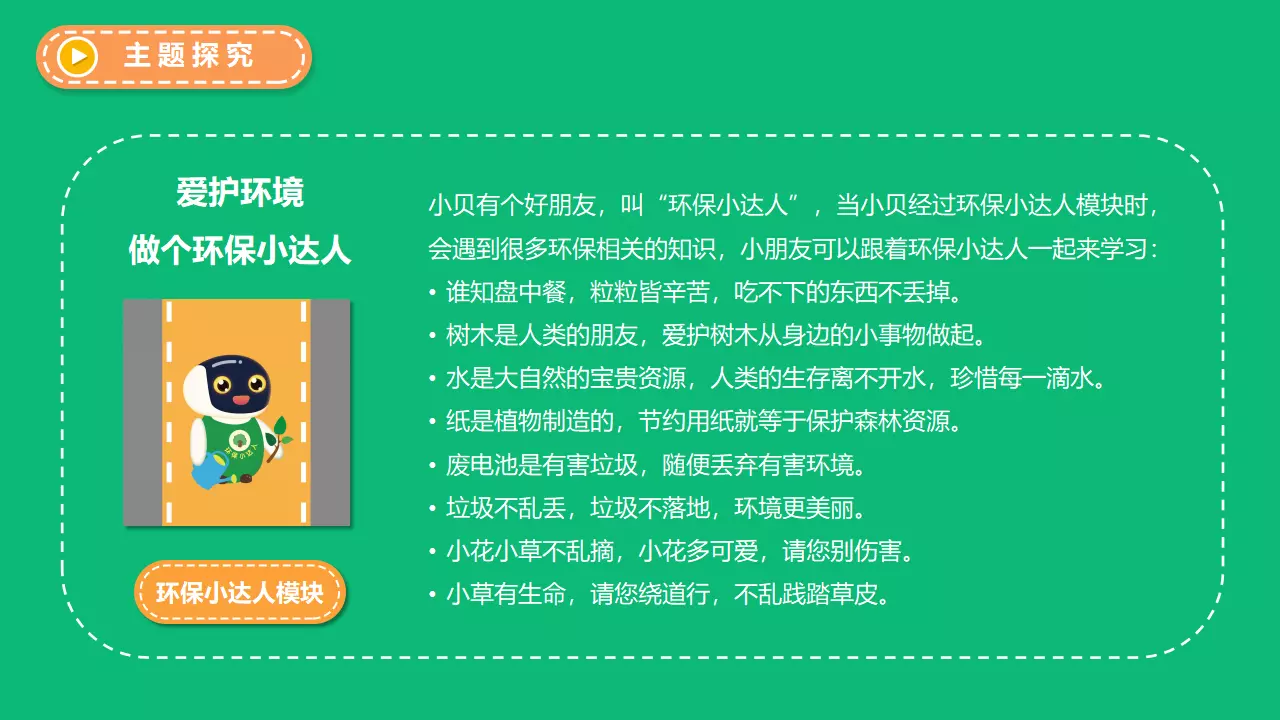 主题探究
爱护环境
做个环保小达人
环保小达人
环保小达人模块
小贝有个好朋友，叫“环保小达人”，当小贝经过环保小达人模块时，
会遇到很多环保相关的知识，小朋友可以跟着环保小达人一起来学习：
• 谁知盘中餐，粒粒皆辛苦，吃不下的东西不丢掉。
• 树木是人类的朋友，爱护树木从身边的小事物做起。
• 水是大自然的宝贵资源，人类的生存离不开水，珍惜每一滴水。
• 纸是植物制造的，节约用纸就等于保护森林资源。
• 废电池是有害垃圾，随便丢弃有害环境。
• 垃圾不乱丢，垃圾不落地，环境更美丽。
• 小花小草不乱摘，小花多可爱，请您别伤害。
• 小草有生命，请您绕道行，不乱践踏草皮。